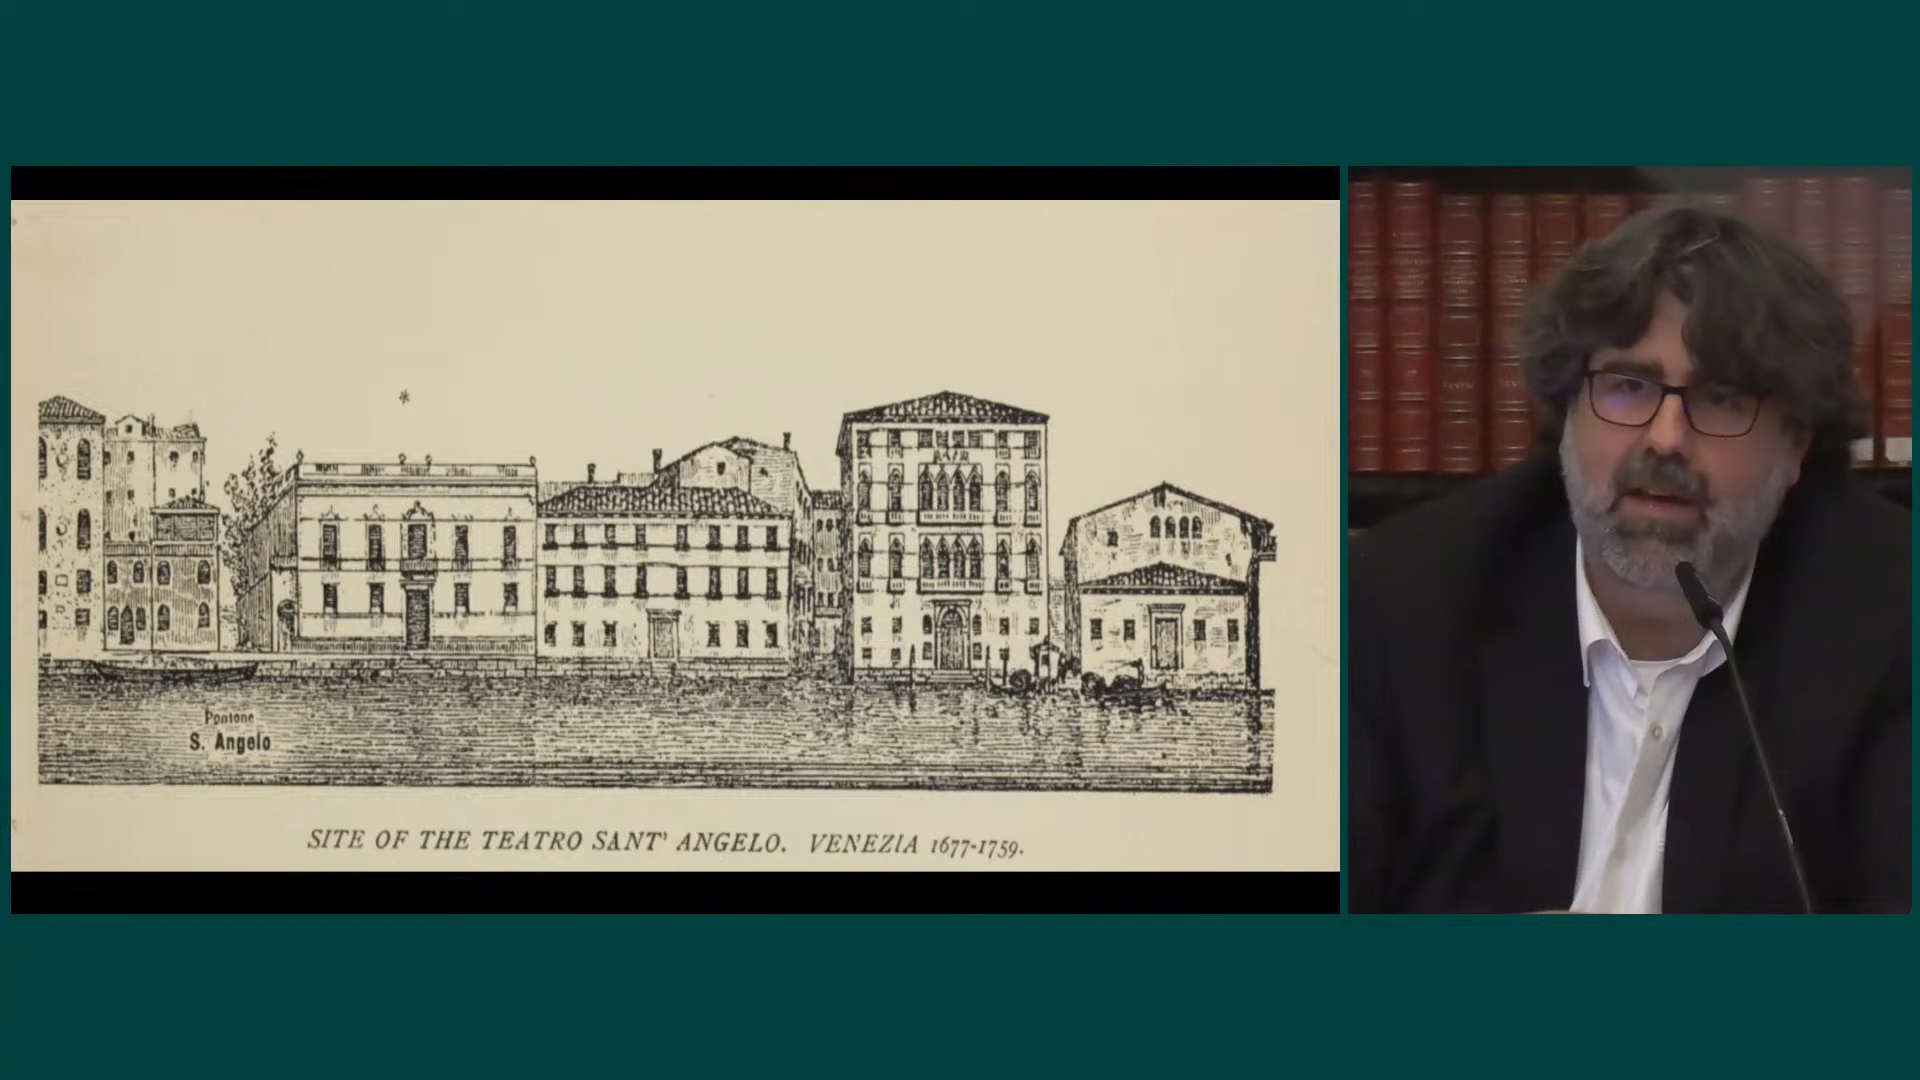 *
Pontone
S. Angelo
SITE OF THE TEATRO SANT' ANGELO. VENEZIA 1677-1759.